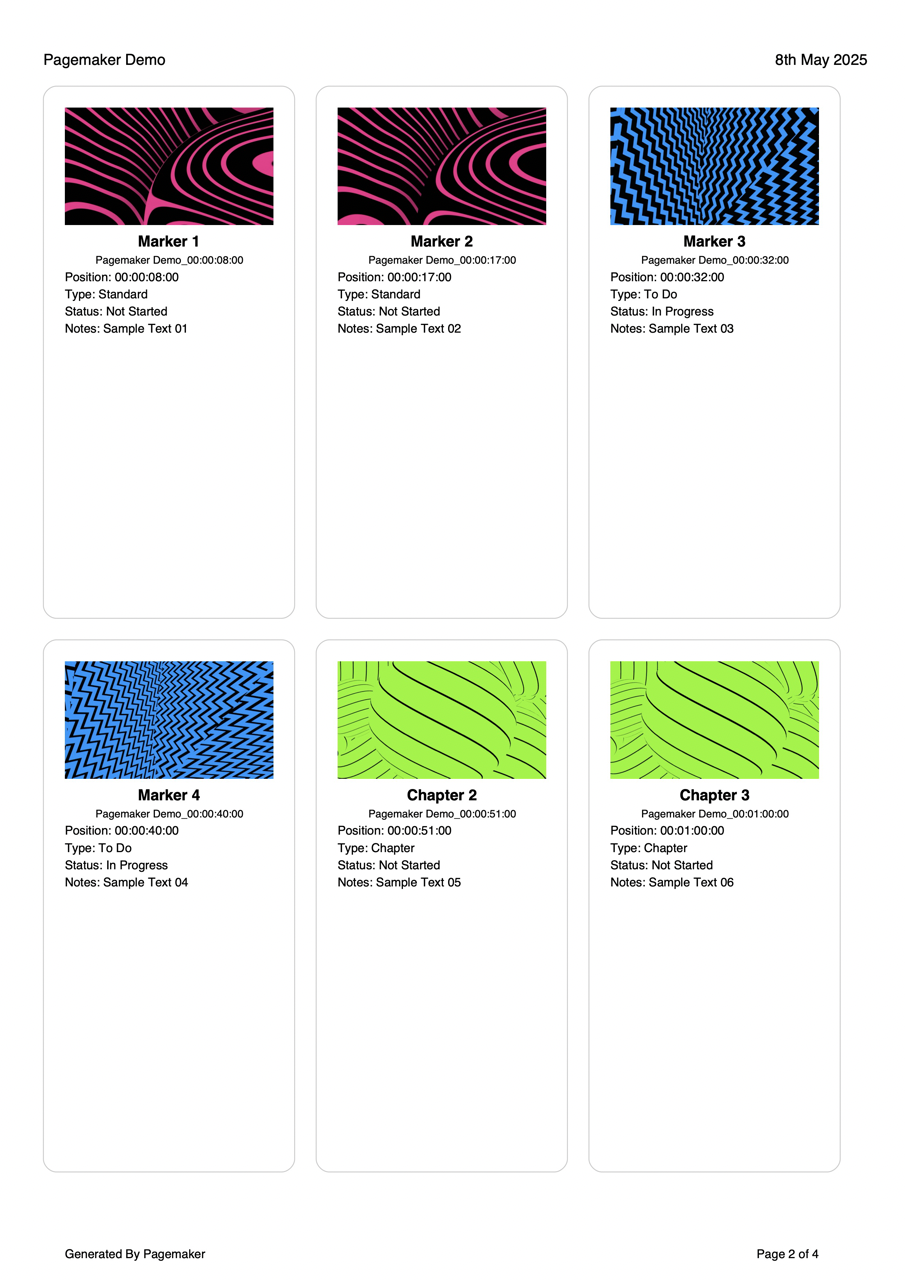 Pagemaker Demo
8th May 2025
Marker 1
Pagemaker Demo_00:00:08:00
Position: 00:00:08:00
Type: Standard
Status: Not Started
Notes: Sample Text 01
Marker 2
Pagemaker Demo_00:00:17:00
Position: 00:00:17:00
Type: Standard
Status: Not Started
Notes: Sample Text 02
Marker 3
Pagemaker Demo_00:00:32:00
Position: 00:00:32:00
Type: To Do
Status: In Progress
Notes: Sample Text 03
Marker 4
Pagemaker Demo_00:00:40:00
Position: 00:00:40:00
Type: To Do
Status: In Progress
Notes: Sample Text 04
Chapter 2
Pagemaker Demo_00:00:51:00
Position: 00:00:51:00
Type: Chapter
Status: Not Started
Notes: Sample Text 05
Chapter 3
Pagemaker Demo_00:01:00:00
Position: 00:01:00:00
Type: Chapter
Status: Not Started
Notes: Sample Text 06
Generated By Pagemaker
Page 2 of 4